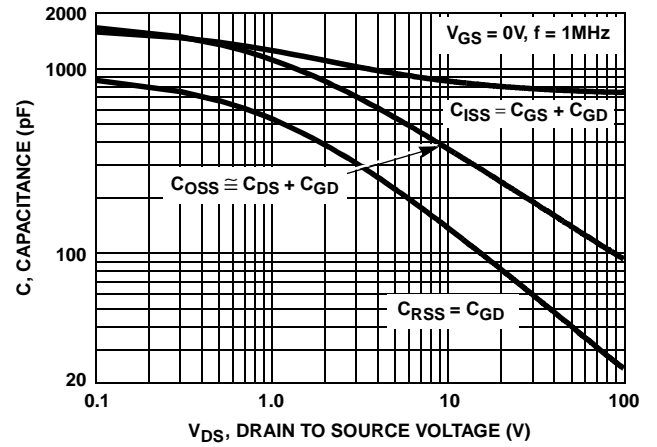 2000
V_GS = 0V, f = 1MHz
1000
C_ISS = C_GS + C_GD
C_OSS ≅ C_DS + C_GD
100
C_RSS = C_GD
20
0.1
1.0
10
100
C, CAPACITANCE (pF)
V_DS, DRAIN TO SOURCE VOLTAGE (V)